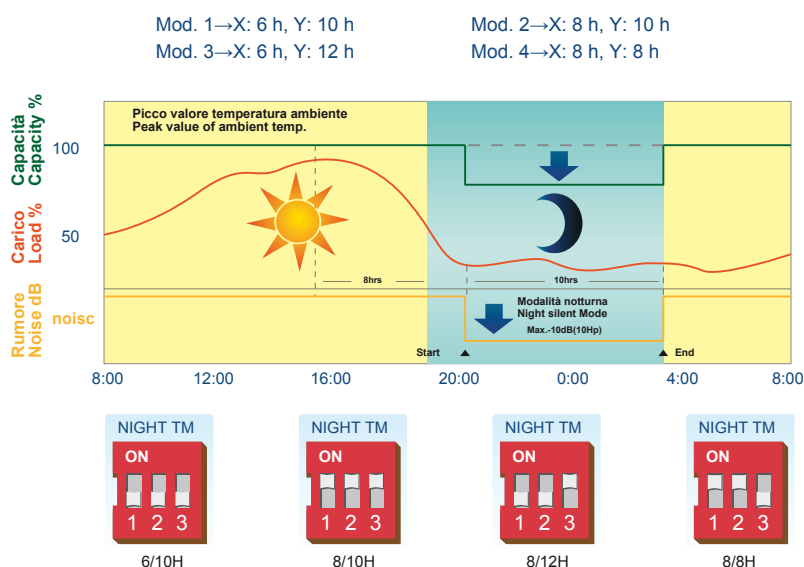 Mod. 1→X: 6 h, Y: 10 h
Mod. 2→X: 8 h, Y: 10 h
Mod. 3→X: 6 h, Y: 12 h
Mod. 4→X: 8 h, Y: 8 h
Capacità
Capacity %
Carico
Load %
Rumore
Noise dB
100
50
noisc
Picco valore temperatura ambiente
Peak value of ambient temp.
8hrs
10hrs
Modalità notturna
Night silent Mode
Max.-10dB(10Hp)
Start ▲
▲ End
8:00 12:00 16:00 20:00 0:00 4:00 8:00
NIGHT TM
ON
1 2 3
6/10H
NIGHT TM
ON
1 2 3
8/10H
NIGHT TM
ON
1 2 3
8/12H
NIGHT TM
ON
1 2 3
8/8H